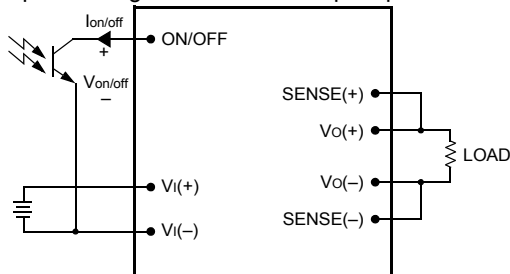 Ion/off
ON/OFF
+
Von/off
–
SENSE(+)
VO(+)
LOAD
VI(+)
VO(–)
VI(–)
SENSE(–)